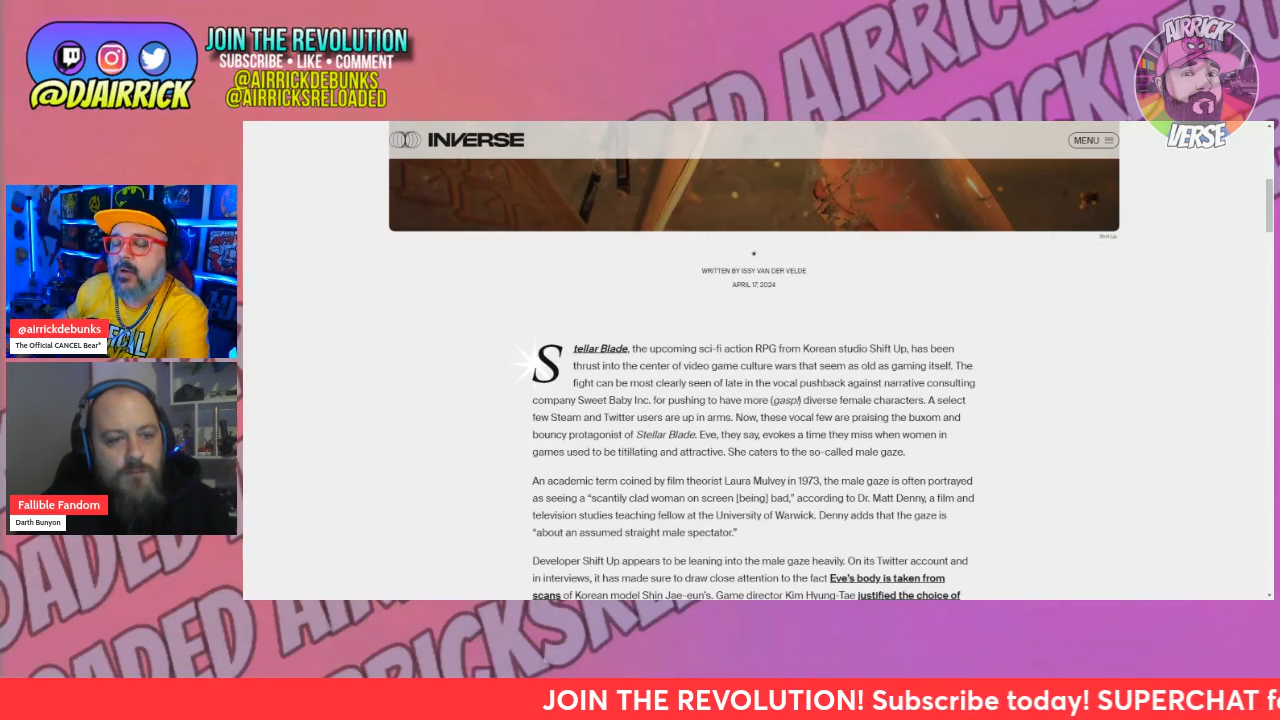 @DJAIRRICK
JOIN THE REVOLUTION
SUBSCRIBE • LIKE • COMMENT
@AIRRICKDEBUNKS
@AIRRICKSRELOADED
AIRRICK
VERSE
INVERSE
MENU
Shift Up
WRITTEN BY ISSY VAN DER VELDE
APRIL 17, 2024
Stellar Blade, the upcoming sci-fi action RPG from Korean studio Shift Up, has been
thrust into the center of video game culture wars that seem as old as gaming itself. The
fight can be most clearly seen of late in the vocal pushback against narrative consulting
company Sweet Baby Inc. for pushing to have more (gasp!) diverse female characters. A select
few Steam and Twitter users are up in arms. Now, these vocal few are praising the buxom and
bouncy protagonist of Stellar Blade. Eve, they say, evokes a time they miss when women in
games used to be titillating and attractive. She caters to the so-called male gaze.
An academic term coined by film theorist Laura Mulvey in 1973, the male gaze is often portrayed
as seeing a “scantily clad woman on screen [being] bad,” according to Dr. Matt Denny, a film and
television studies teaching fellow at the University of Warwick. Denny adds that the gaze is
“about an assumed straight male spectator.”
Developer Shift Up appears to be leaning into the male gaze heavily. On its Twitter account and
in interviews, it has made sure to draw close attention to the fact Eve’s body is taken from
scans of Korean model Shin Jae-eun’s. Game director Kim Hyung-Tae justified the choice of
@airrickdebunks
The Official CANCEL Bear*
Fallible Fandom
Darth Bunyon
JOIN THE REVOLUTION! Subscribe today! SUPERCHAT